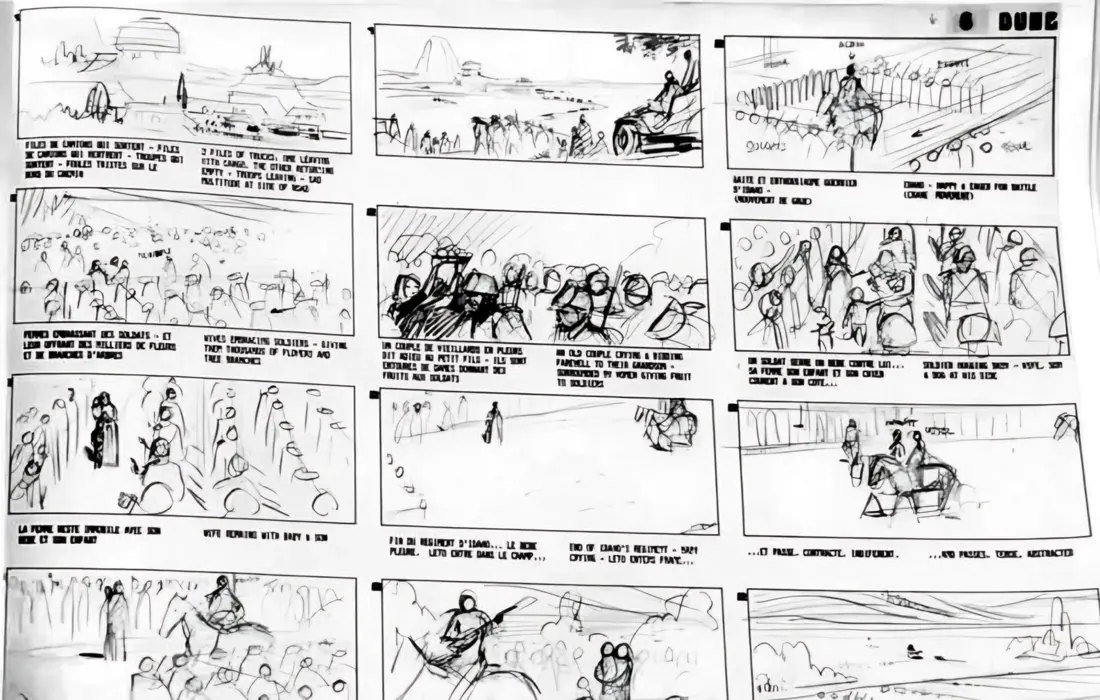 6 DUNE
FILES DE CAMIONS QUI SORTENT - FILES
DE CAMIONS QUI RENTRENT - TROUPES QUI
SORTENT - FOULES TRISTES SUR LE
BORD DU CHEMIN
2 FILES OF TRUCKS, ONE LEAVING
WITH CARGO, THE OTHER RETURNING
EMPTY - TROOPS LEAVING - SAD
MULTITUDE AT SIDE OF ROAD
IDAHO
GAITE ET ENTHOUSIASME GUERRIER
D'IDAHO -
(MOUVEMENT DE GRUE)
IDAHO - HAPPY & EAGER FOR BATTLE
(CRANE MOVEMENT)
FEMMES EMBRASSANT DES SOLDATS - ET
LEUR OFFRANT DES MILLIERS DE FLEURS
ET DE BRANCHES D'ARBRES
WIVES EMBRACING SOLDIERS - GIVING
THEM THOUSANDS OF FLOWERS AND
TREE BRANCHES
UN COUPLE DE VIEILLARDS EN PLEURS
DIT ADIEU AU PETIT FILS - ILS SONT
ENTOURES DE DAMES DONNANT DES
FRUITS AUX SOLDATS
AN OLD COUPLE CRYING & BIDDING
FAREWELL TO THEIR GRANDSON -
SURROUNDED BY WOMEN GIVING FRUIT
TO SOLDIERS
UN SOLDAT SERRE UN BEBE CONTRE LUI...
SA FEMME SON ENFANT ET SON CHIEN
COURENT A SON COTE...
SOLDIER HUGGING BABY - WIFE, SON
& DOG AT HIS SIDE
LA FEMME RESTE IMMOBILE AVEC SON
BEBE ET SON ENFANT
WIFE REMAINS WITH BABY & SON
FIN DU REGIMENT D'IDAHO... LE BEBE
PLEURE. LETO ENTRE DANS LE CHAMP...
END OF IDAHO'S REGIMENT - BABY
CRYING - LETO ENTERS FRAME...
...ET PASSE. CONTRACTE, INDIFFERENT.
...AND PASSES. TENSE, ABSTRACTED